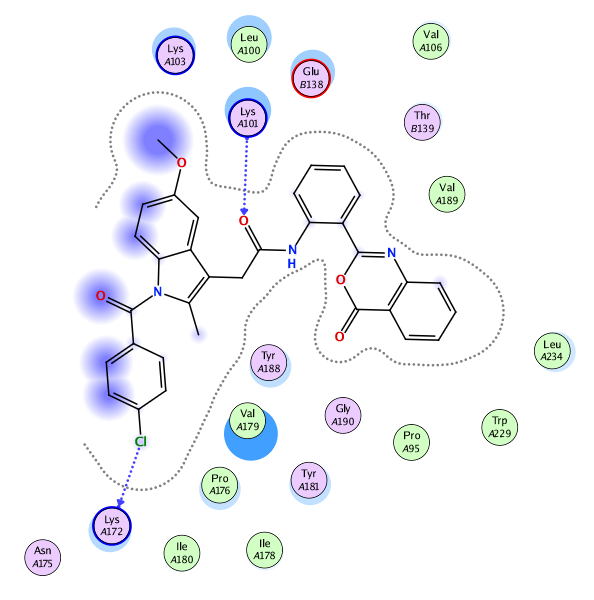 Leu
A100
Val
A106
Lys
A103
Glu
B138
Lys
A101
Thr
B139
O
Val
A189
O
N
H
N
O
N
O
O
Leu
A234
Tyr
A188
Gly
A190
Val
A179
Trp
A229
Cl
Pro
A95
Pro
A176
Tyr
A181
Lys
A172
Asn
A175
Ile
A180
Ile
A178